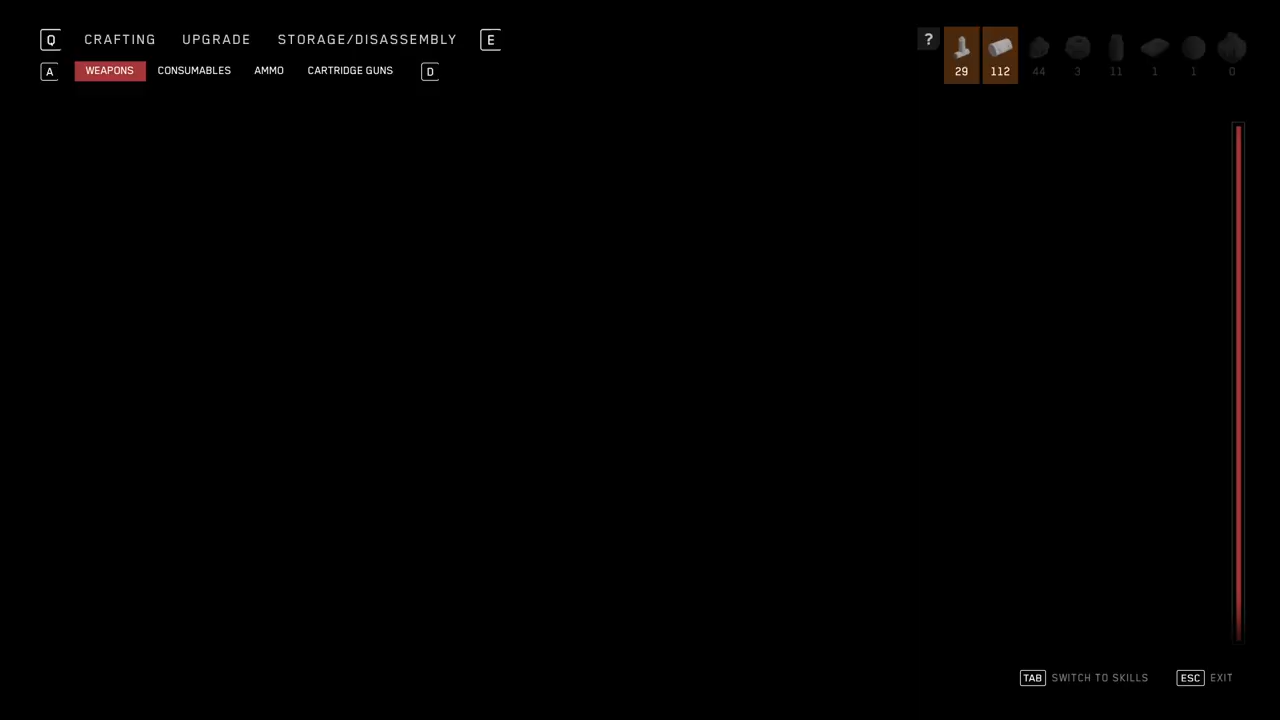 Q CRAFTING UPGRADE STORAGE/DISASSEMBLY E
A WEAPONS CONSUMABLES AMMO CARTRIDGE GUNS D
?
29 112 44 3 11 1 1 0
TAB SWITCH TO SKILLS ESC EXIT